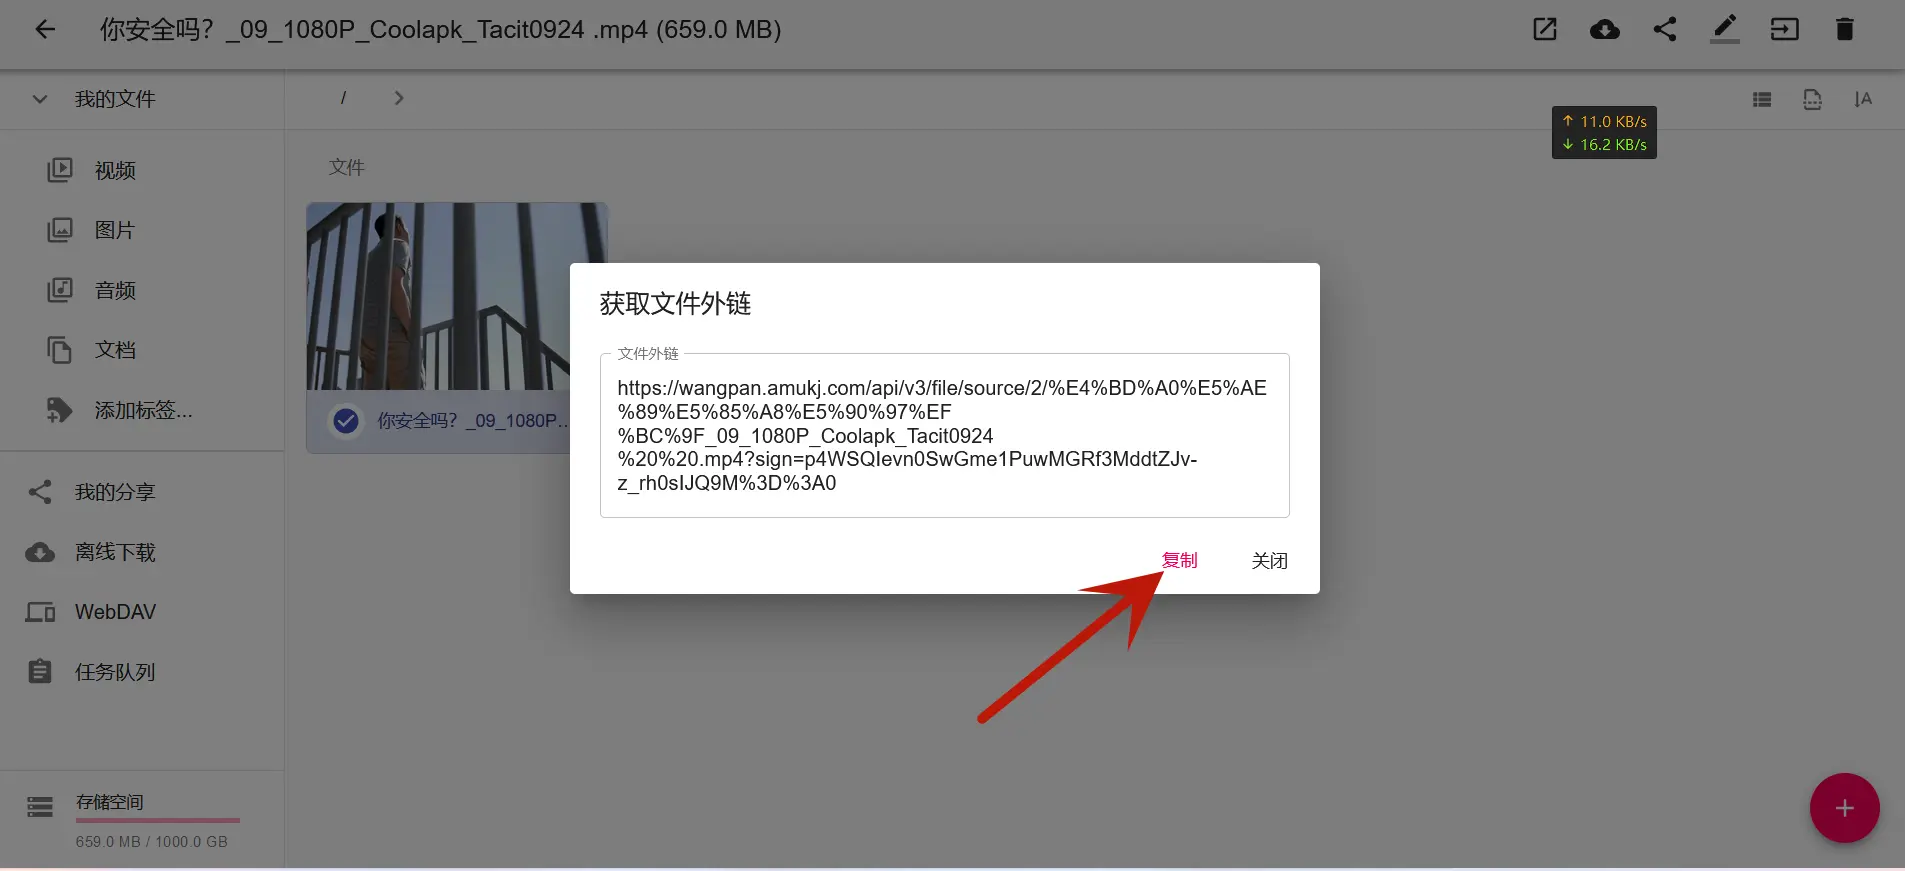 你安全吗？_09_1080P_Coolapk_Tacit0924 .mp4 (659.0 MB)
我的文件
/
↑ 11.0 KB/s
↓ 16.2 KB/s
视频
图片
音频
文档
添加标签...
文件
你安全吗？_09_1080P...
获取文件外链
文件外链
https://wangpan.amukj.com/api/v3/file/source/2/%E4%BD%A0%E5%AE
%89%E5%85%A8%E5%90%97%EF
%BC%9F_09_1080P_Coolapk_Tacit0924
%20%20.mp4?sign=p4WSQIevn0SwGme1PuwMGRf3MddtZJv-
z_rh0sIJQ9M%3D%3A0
复制
关闭
我的分享
离线下载
WebDAV
任务队列
存储空间
659.0 MB / 1000.0 GB